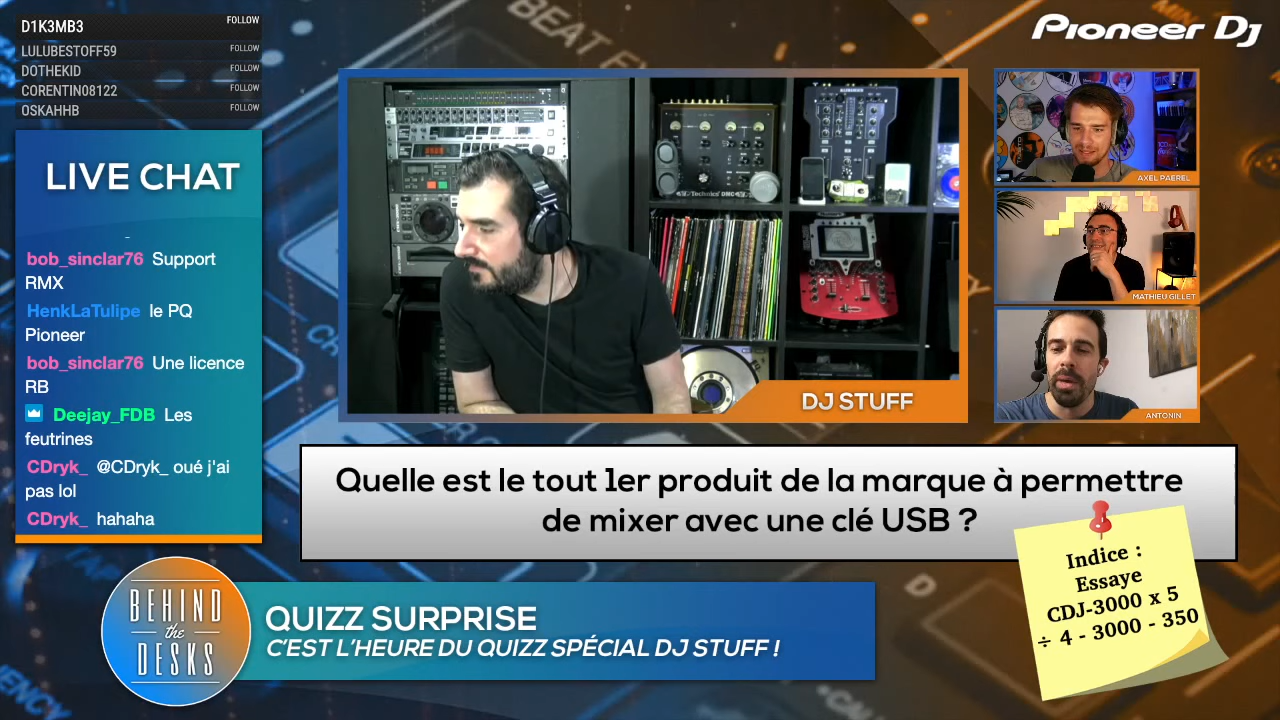 D1K3MB3 FOLLOW
LULUBESTOFF59 FOLLOW
DOTHEKID FOLLOW
CORENTINO8122 FOLLOW
OSKAHHB FOLLOW
Pioneer Dj
LIVE CHAT
bob_sinclar76 Support
RMX
HenkLaTulipe le PQ
Pioneer
bob_sinclar76 Une licence
RB
Deejay_FDB Les
feutrines
CDryk_ @CDryk_ oué j'ai
pas lol
CDryk_ hahaha
BEAT
Technics DMC
DJ STUFF
AXEL PAEREL
MATHIEU GILLET
ANTONIN
Quelle est le tout 1er produit de la marque à permettre
de mixer avec une clé USB ?
Indice :
Essaye
CDJ-3000 x 5
÷ 4 - 3000 - 350
BEHIND
the
DESKS
QUIZZ SURPRISE
C'EST L'HEURE DU QUIZZ SPÉCIAL DJ STUFF !